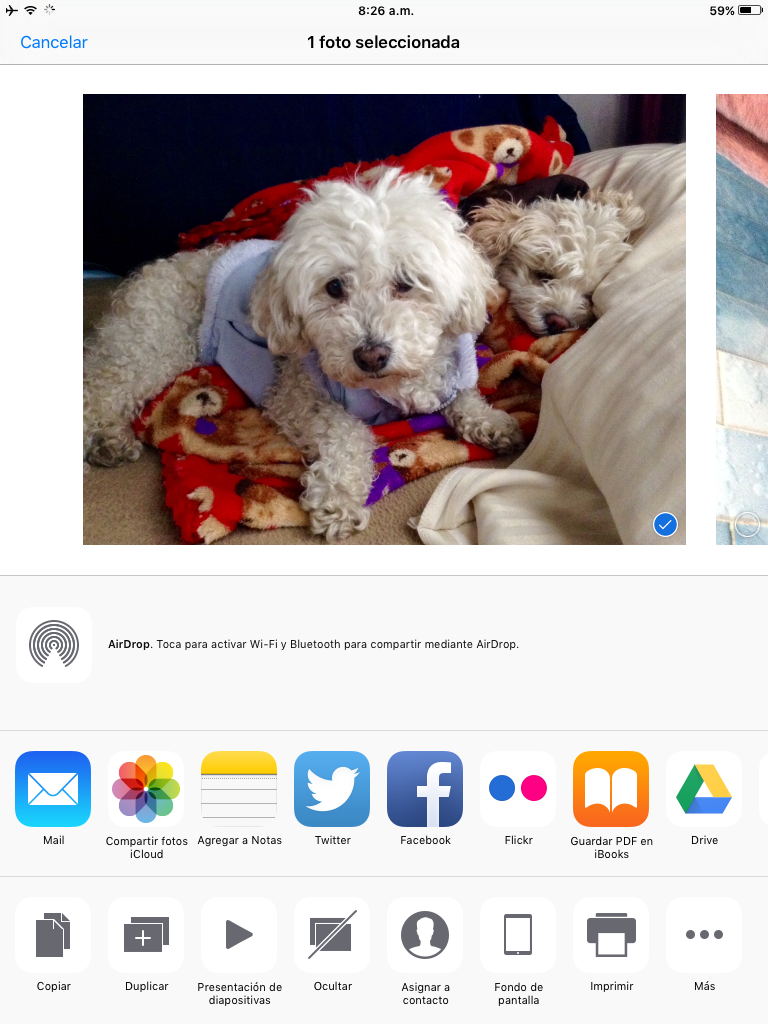 8:26 a.m.
59%
Cancelar
1 foto seleccionada
AirDrop. Toca para activar Wi-Fi y Bluetooth para compartir mediante AirDrop.
Mail
Compartir fotos
iCloud
Agregar a Notas
Twitter
Facebook
Flickr
Guardar PDF en
iBooks
Drive
Copiar
Duplicar
Presentación de
diapositivas
Ocultar
Asignar a
contacto
Fondo de
pantalla
Imprimir
Más